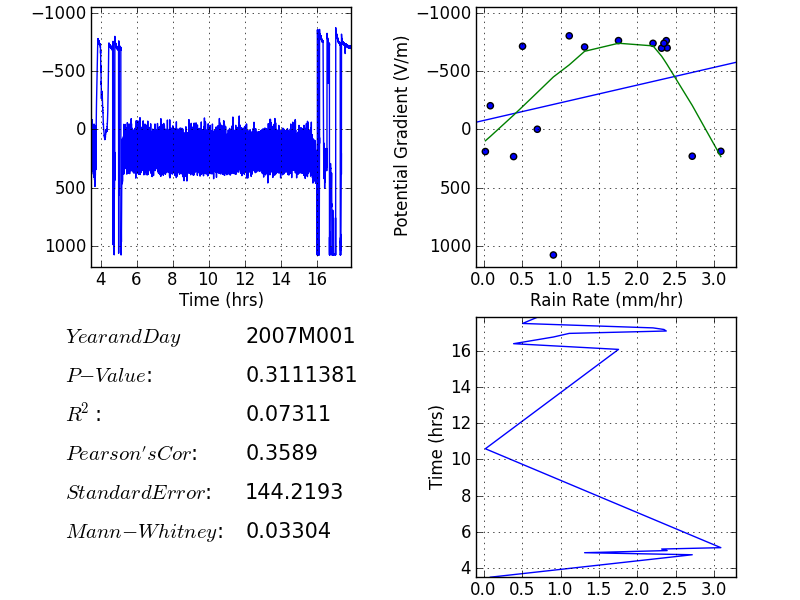 −1000
−500
0
500
1000
4 6 8 10 12 14 16
Time (hrs)
−1000
−500
0
500
1000
Potential Gradient (V/m)
0.0 0.5 1.0 1.5 2.0 2.5 3.0
Rain Rate (mm/hr)
YearandDay 2007M001
P−Value: 0.3111381
R² : 0.07311
Pearson'sCor: 0.3589
StandardError: 144.2193
Mann−Whitney: 0.03304
16
14
12
10
8
6
4
Time (hrs)
0.0 0.5 1.0 1.5 2.0 2.5 3.0